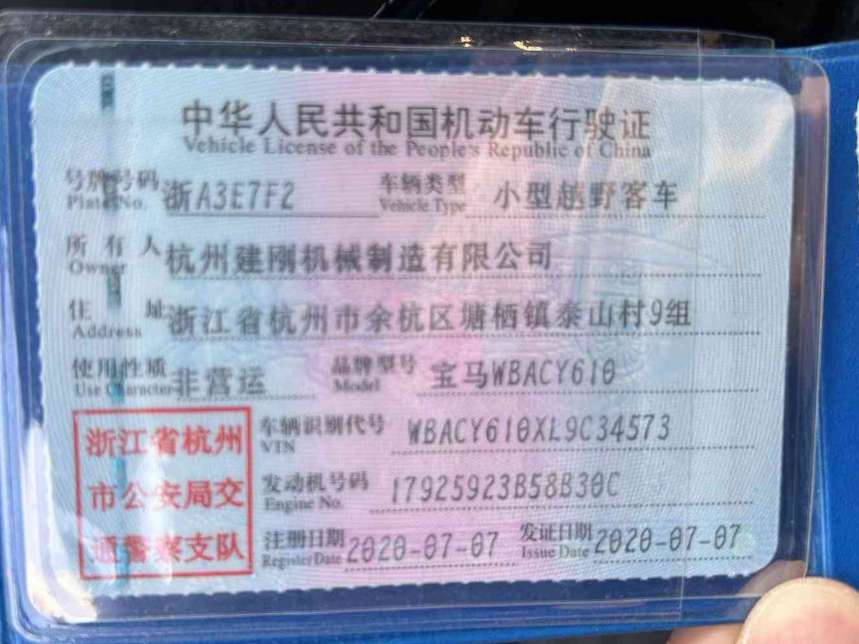 中华人民共和国机动车行驶证
Vehicle License of the People's Republic of China
号牌号码 浙A3E7F2 车辆类型 小型越野客车
Plate No. Vehicle Type
所有人 杭州建刚机械制造有限公司
Owner
住址 浙江省杭州市余杭区塘栖镇泰山村9组
Address
使用性质 非营运 品牌型号 宝马WBACY610
Use Character Model
浙江省杭州
市公安局交
通警察支队
车辆识别代号 WBACY610XL9C34573
VIN
发动机号码 17925923B58B30C
Engine No.
注册日期 2020-07-07 发证日期 2020-07-07
Register Date Issue Date